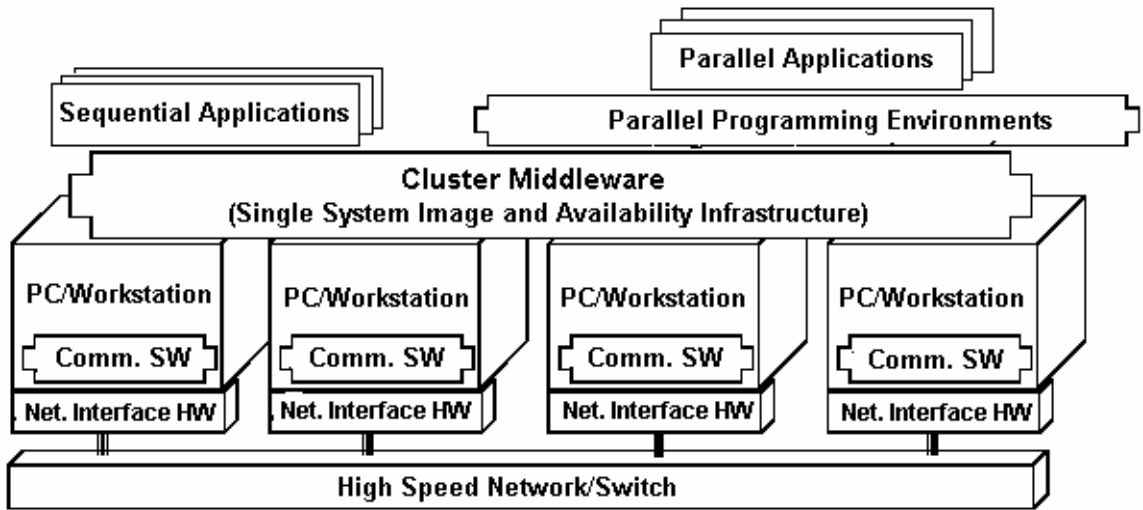 Parallel Applications
Sequential Applications
Parallel Programming Environments
Cluster Middleware
(Single System Image and Availability Infrastructure)
PC/Workstation PC/Workstation PC/Workstation PC/Workstation
Comm. SW Comm. SW Comm. SW Comm. SW
Net. Interface HW Net. Interface HW Net. Interface HW Net. Interface HW
High Speed Network/Switch